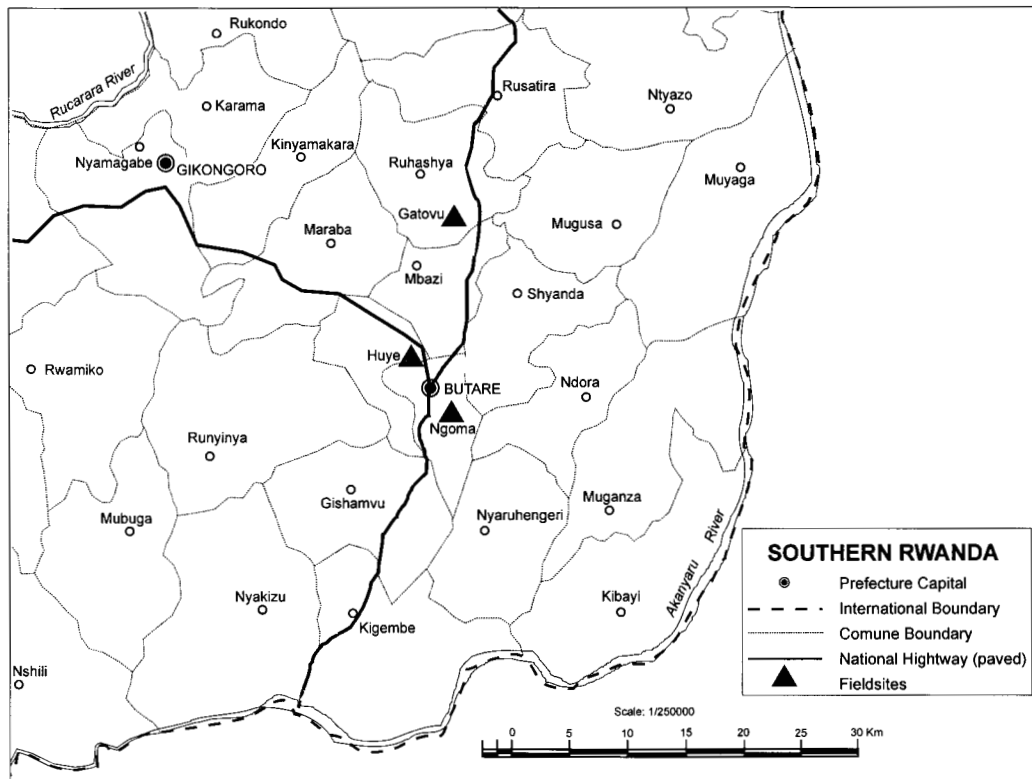 Rukondo
Rucarara River
Rusatira
Karama
Ntyazo
Nyamagabe
GIKONGORO
Kinyamakara
Ruhashya
Muyaga
Gatovu
Maraba
Mugusa
Mbazi
Shyanda
Huye
Rwamiko
BUTARE
Ndora
Ngoma
Runyinya
Gishamvu
Mubuga
Nyaruhengeri
Muganza
Akanyaru River
Nyakizu
Kigembe
Kibayi
Nshili
SOUTHERN RWANDA
Prefecture Capital
International Boundary
Comune Boundary
National Hightway (paved)
Fieldsites
Scale: 1/250000
0 5 10 15 20 25 30 Km